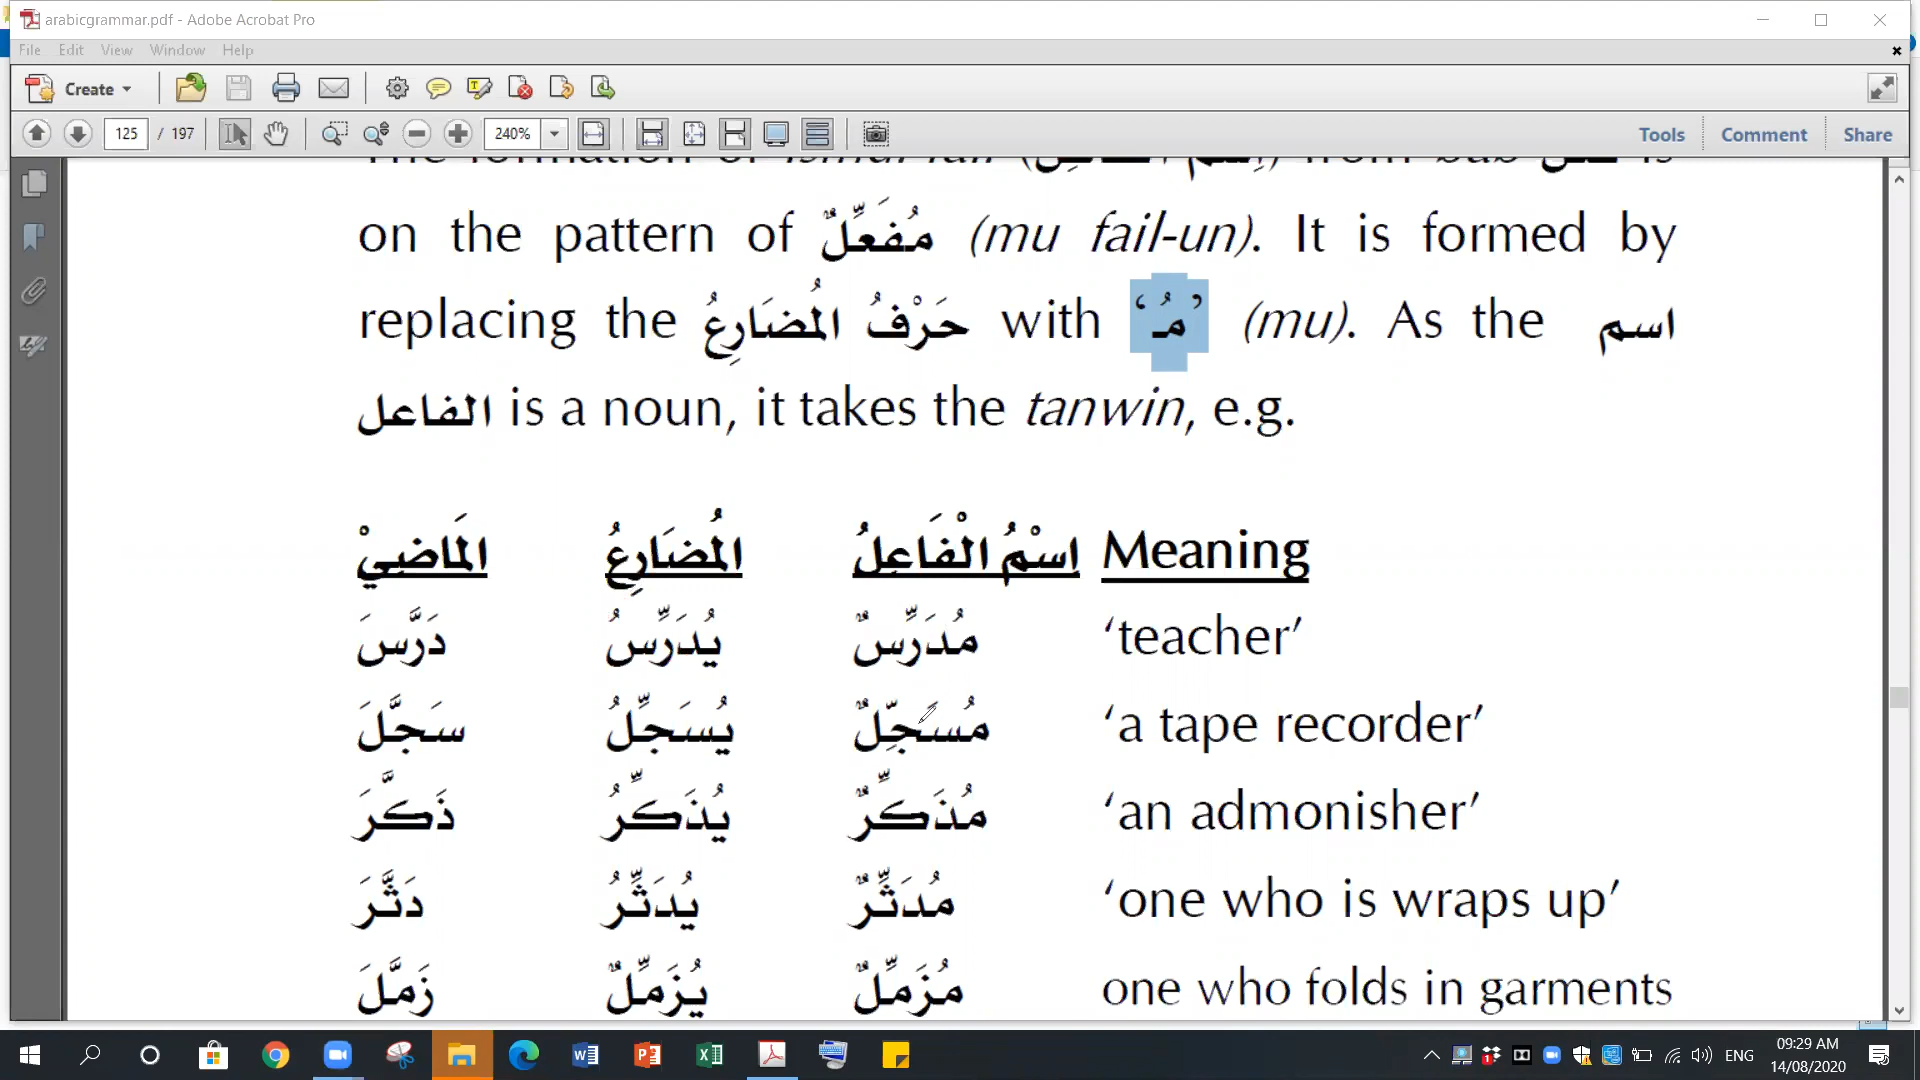 arabicgrammar.pdf - Adobe Acrobat Pro
File Edit View Window Help
Create
125 / 197 240% Tools Comment Share
on the pattern of مُفَعِّلٌ (mu fail-un). It is formed by
replacing the حَرْفُ المُضَارِعُ with ’مُـ‘ (mu). As the اسم
الفاعل is a noun, it takes the tanwin, e.g.
المَاضِيْ المُضَارِعُ اِسْمُ الْفَاعِلُ Meaning
دَرَّسَ يُدَرِّسُ مُدَرِّسٌ ‘teacher’
سَجَّلَ يُسَجِّلُ مُسَجِّلٌ ‘a tape recorder’
ذَكَّرَ يُذَكِّرُ مُذَكِّرٌ ‘an admonisher’
دَثَّرَ يُدَثِّرُ مُدَثِّرٌ ‘one who is wraps up’
زَمَّلَ يُزَمِّلٌ مُزَمِّلٌ one who folds in garments
ENG 09:29 AM
14/08/2020